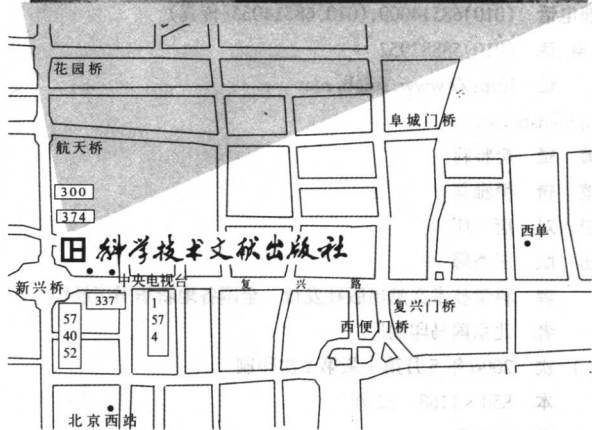 花园桥
阜城门桥
航天桥
300
374
西单
科学技术文献出版社
中央电视台
复兴路
新兴桥
337
复兴门桥
57
40
52
1
57
4
西便门桥
北京西站